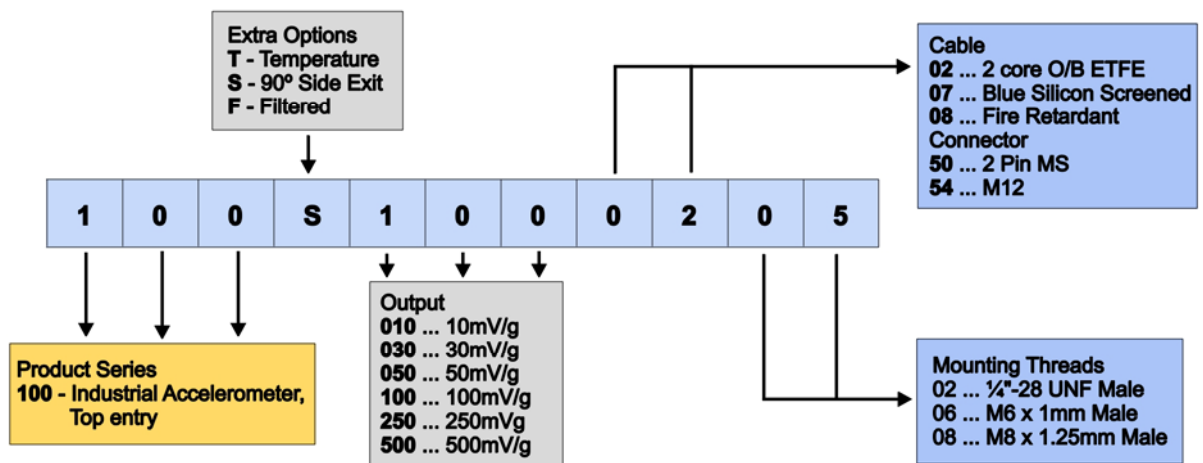 Extra Options
T - Temperature
S - 90º Side Exit
F - Filtered
Cable
02 ... 2 core O/B ETFE
07 ... Blue Silicon Screened
08 ... Fire Retardant
Connector
50 ... 2 Pin MS
54 ... M12
1 0 0 S 1 0 0 0 2 0 5
Product Series
100 - Industrial Accelerometer,
Top entry
Output
010 ... 10mV/g
030 ... 30mV/g
050 ... 50mV/g
100 ... 100mV/g
250 ... 250mVg
500 ... 500mV/g
Mounting Threads
02 ... ¼"-28 UNF Male
06 ... M6 x 1mm Male
08 ... M8 x 1.25mm Male